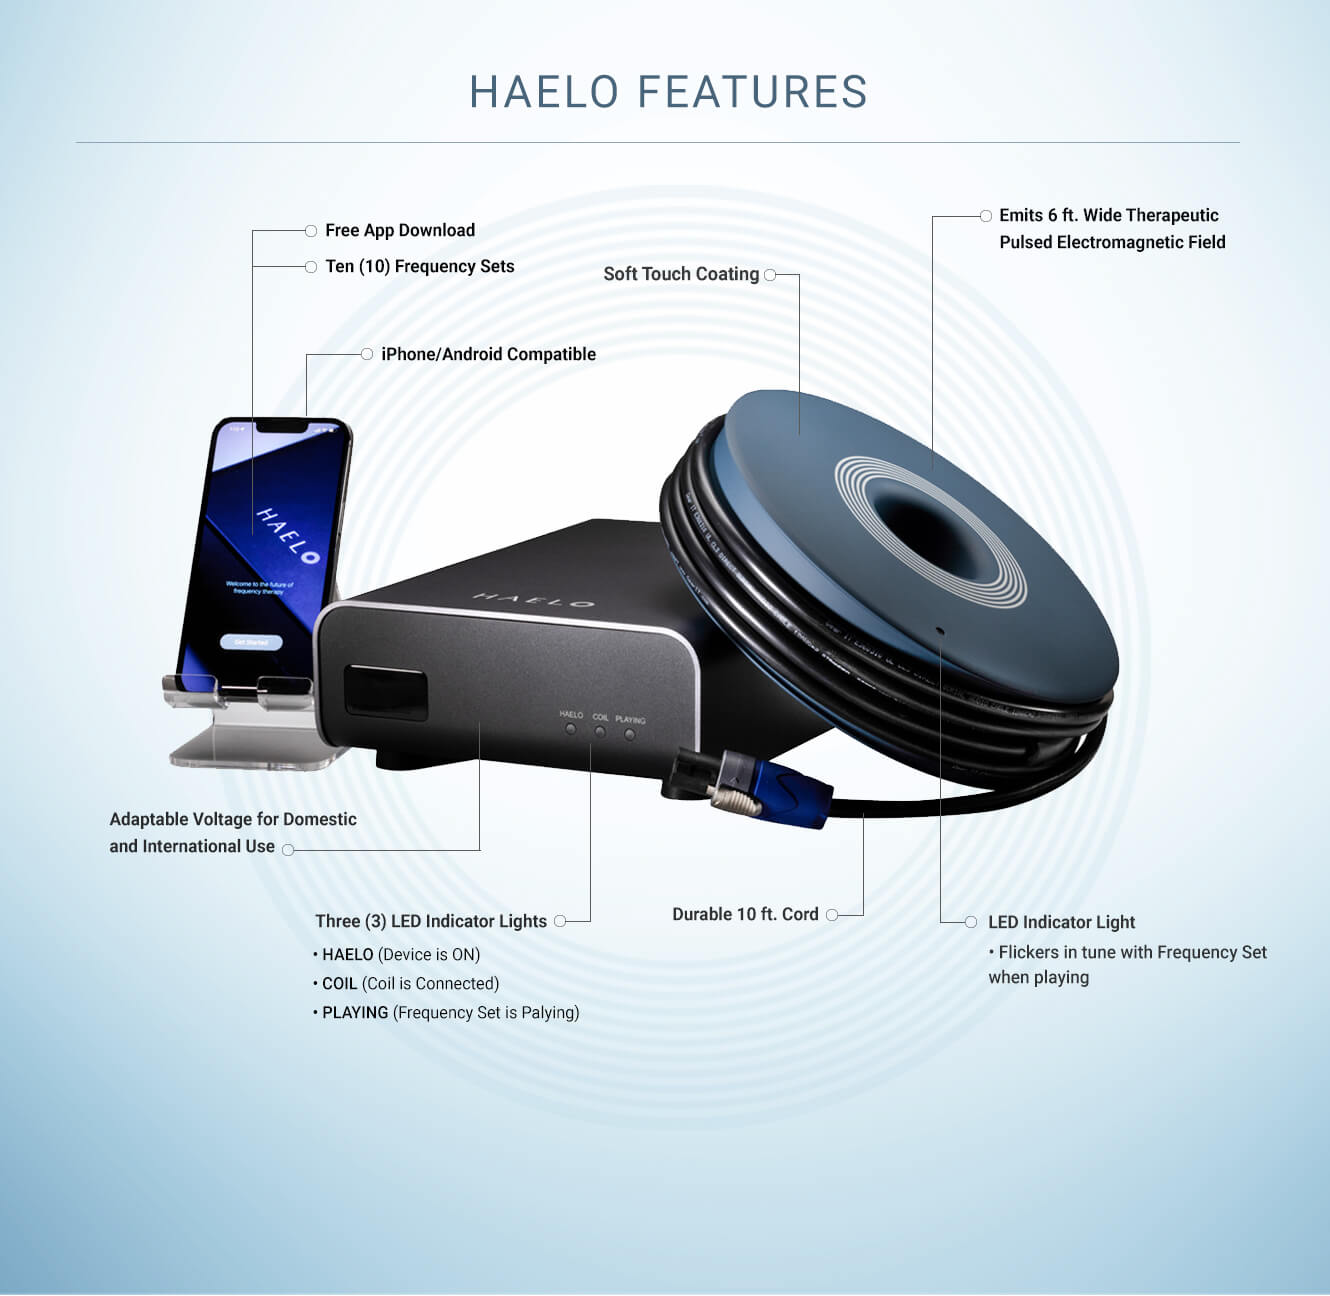 HAELO FEATURES
Free App Download
Ten (10) Frequency Sets
iPhone/Android Compatible
Soft Touch Coating
Emits 6 ft. Wide Therapeutic
Pulsed Electromagnetic Field
HAELO
Welcome to the future of
frequency therapy
Get Started
HAELO
HAELO COIL PLAYING
Adaptable Voltage for Domestic
and International Use
Three (3) LED Indicator Lights
• HAELO (Device is ON)
• COIL (Coil is Connected)
• PLAYING (Frequency Set is Palying)
Durable 10 ft. Cord
LED Indicator Light
• Flickers in tune with Frequency Set
when playing